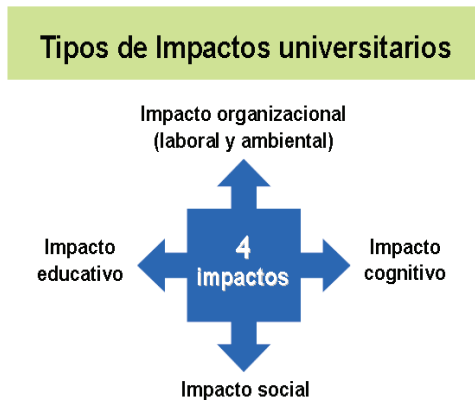 Tipos de Impactos universitarios
Impacto organizacional
(laboral y ambiental)
Impacto
educativo
4
impactos
Impacto
cognitivo
Impacto social